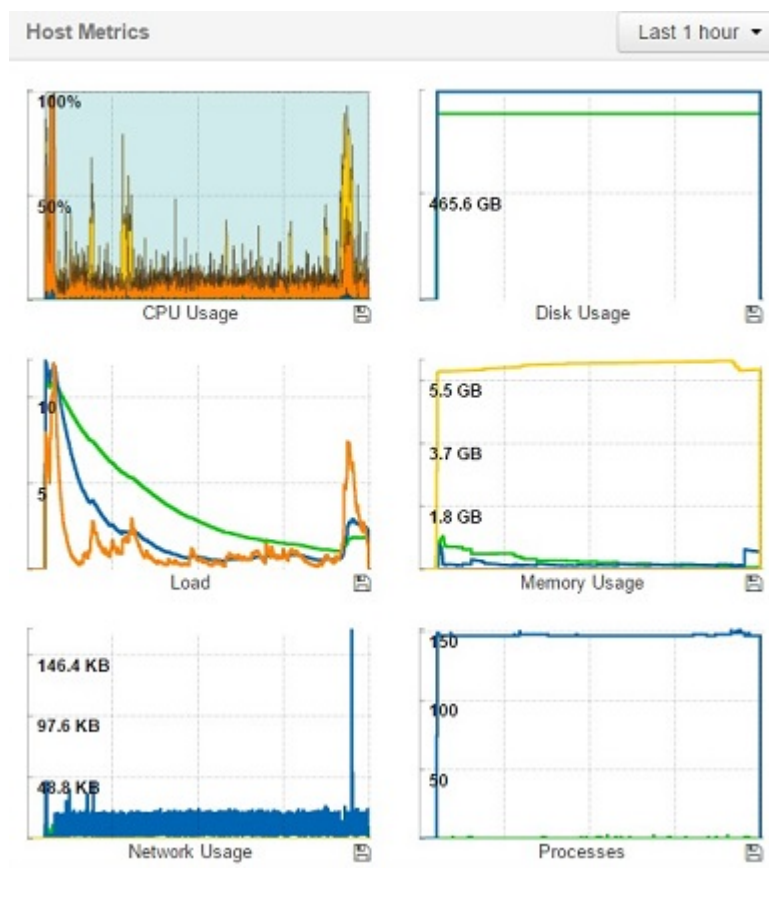 Host Metrics
Last 1 hour
100%
50%
CPU Usage
465.6 GB
Disk Usage
10
5
Load
5.5 GB
3.7 GB
1.8 GB
Memory Usage
146.4 KB
97.6 KB
48.8 KB
Network Usage
150
100
50
Processes